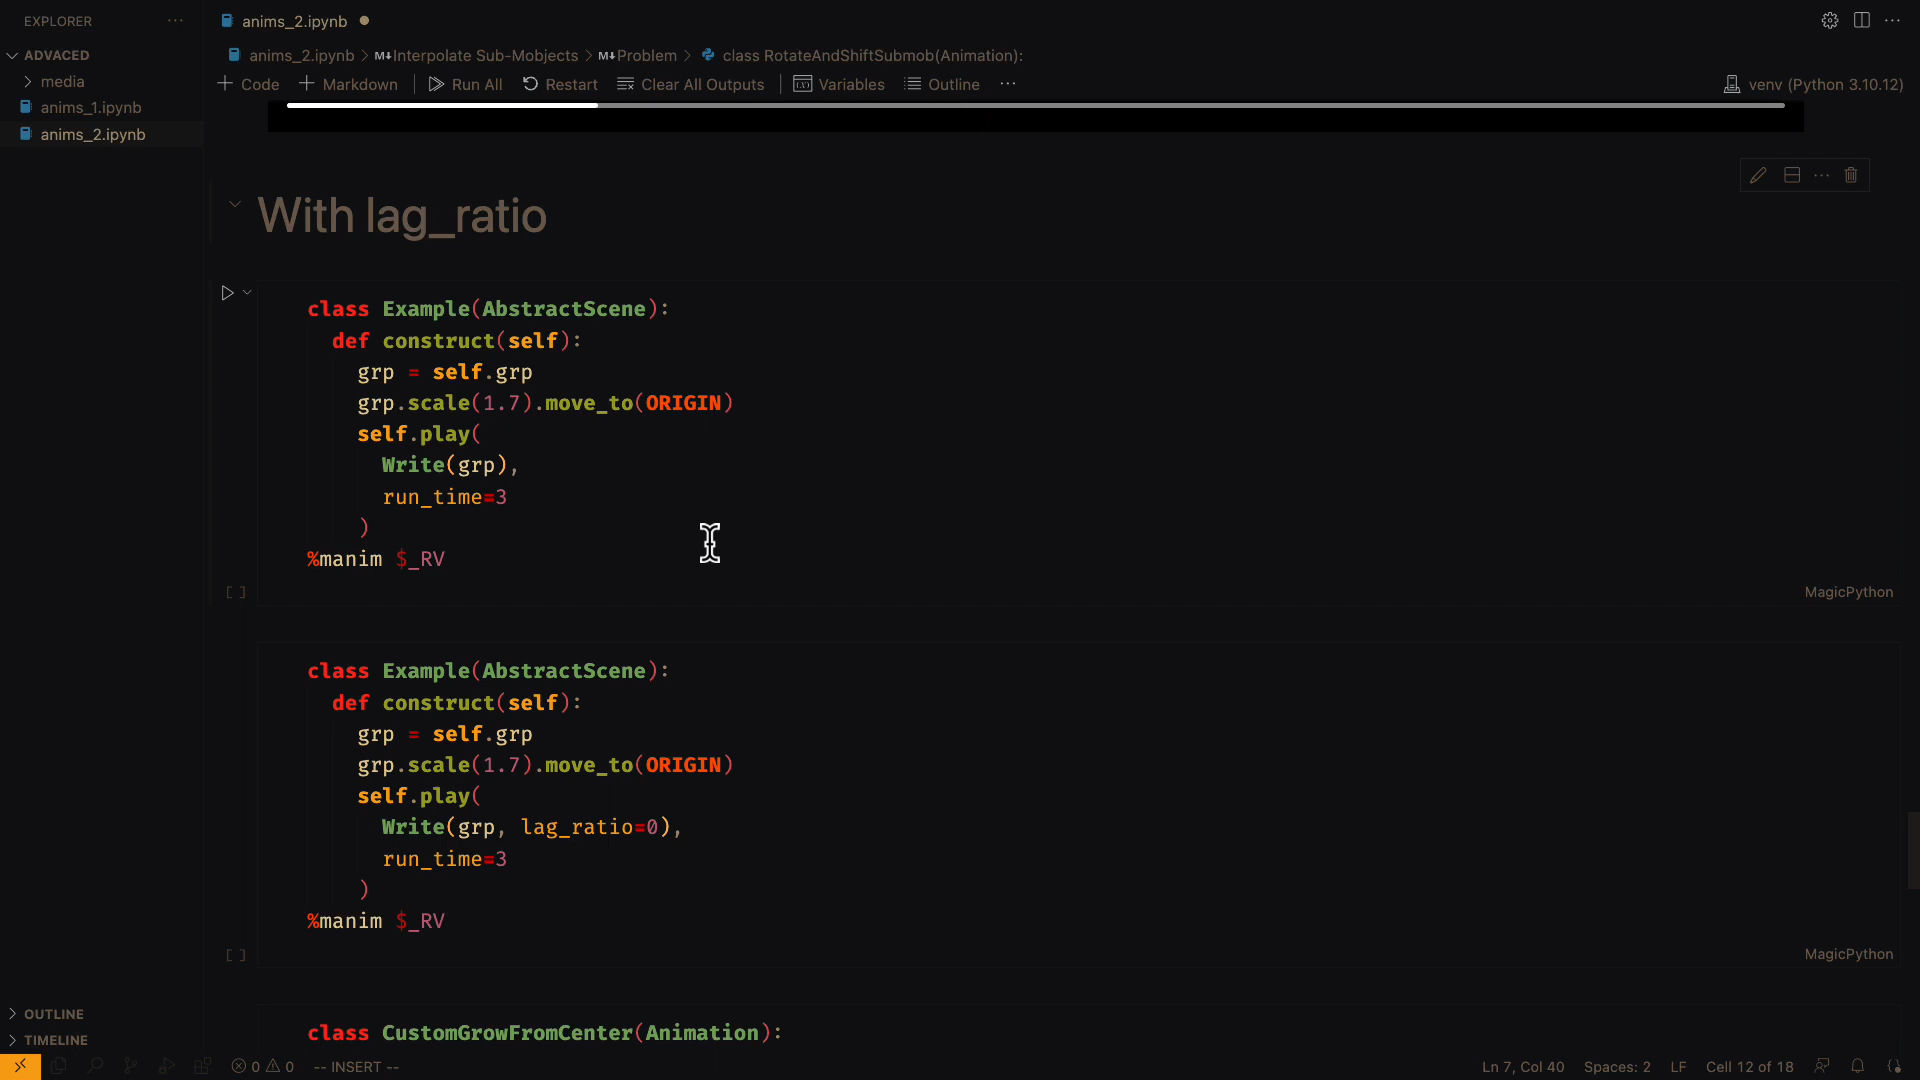 EXPLORER
anims_2.ipynb
ADVACED
media
anims_1.ipynb
anims_2.ipynb
anims_2.ipynb > M↓Interpolate Sub-Mobjects > M↓Problem > class RotateAndShiftSubmob(Animation):
+ Code + Markdown Run All Restart Clear All Outputs Variables Outline ···
venv (Python 3.10.12)
With lag_ratio
class Example(AbstractScene):
def construct(self):
grp = self.grp
grp.scale(1.7).move_to(ORIGIN)
self.play(
Write(grp),
run_time=3
)
%manim $_RV
[ ]
MagicPython
class Example(AbstractScene):
def construct(self):
grp = self.grp
grp.scale(1.7).move_to(ORIGIN)
self.play(
Write(grp, lag_ratio=0),
run_time=3
)
%manim $_RV
[ ]
MagicPython
class CustomGrowFromCenter(Animation):
OUTLINE
TIMELINE
0 0 -- INSERT --
Ln 7, Col 40 Spaces: 2 LF Cell 12 of 18